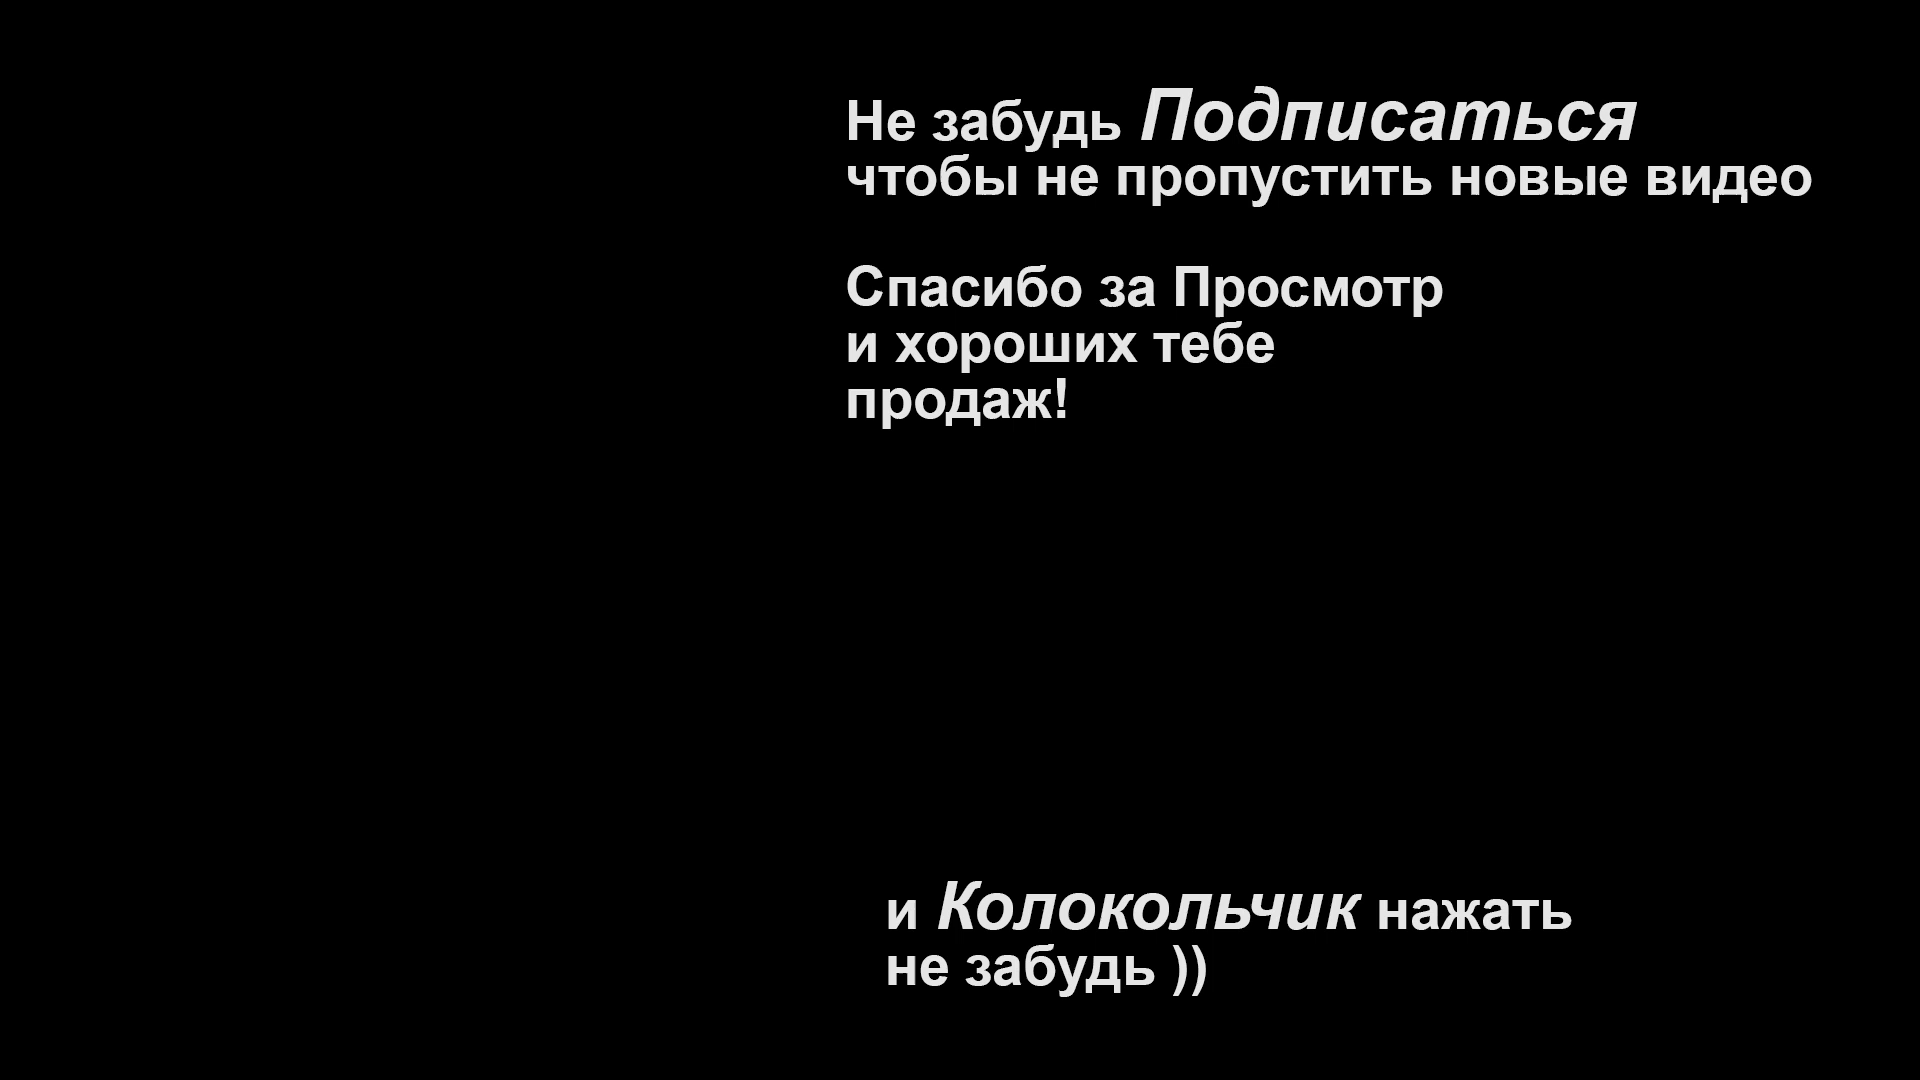 Не забудь Подписаться
чтобы не пропустить новые видео
Спасибо за Просмотр
и хороших тебе
продаж!
и Колокольчик нажать
не забудь ))